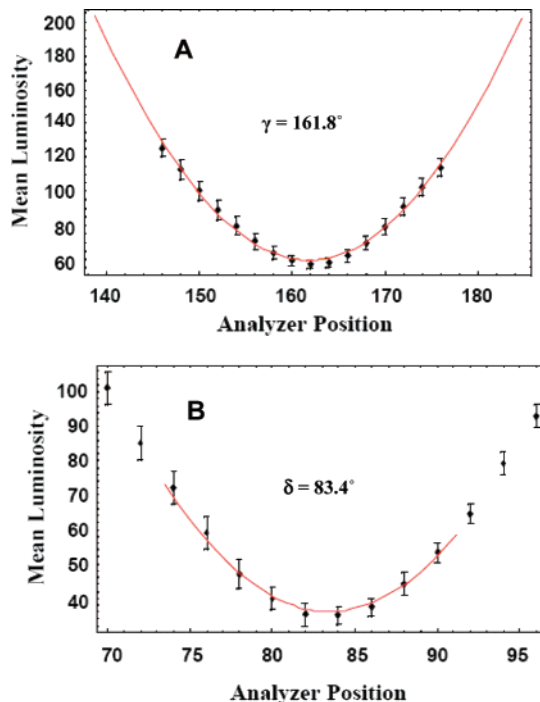 Mean Luminosity
200
180
160
140
120
100
80
60
A
γ = 161.8°
140 150 160 170 180
Analyzer Position
Mean Luminosity
100
90
80
70
60
50
40
B
δ = 83.4°
70 75 80 85 90 95
Analyzer Position